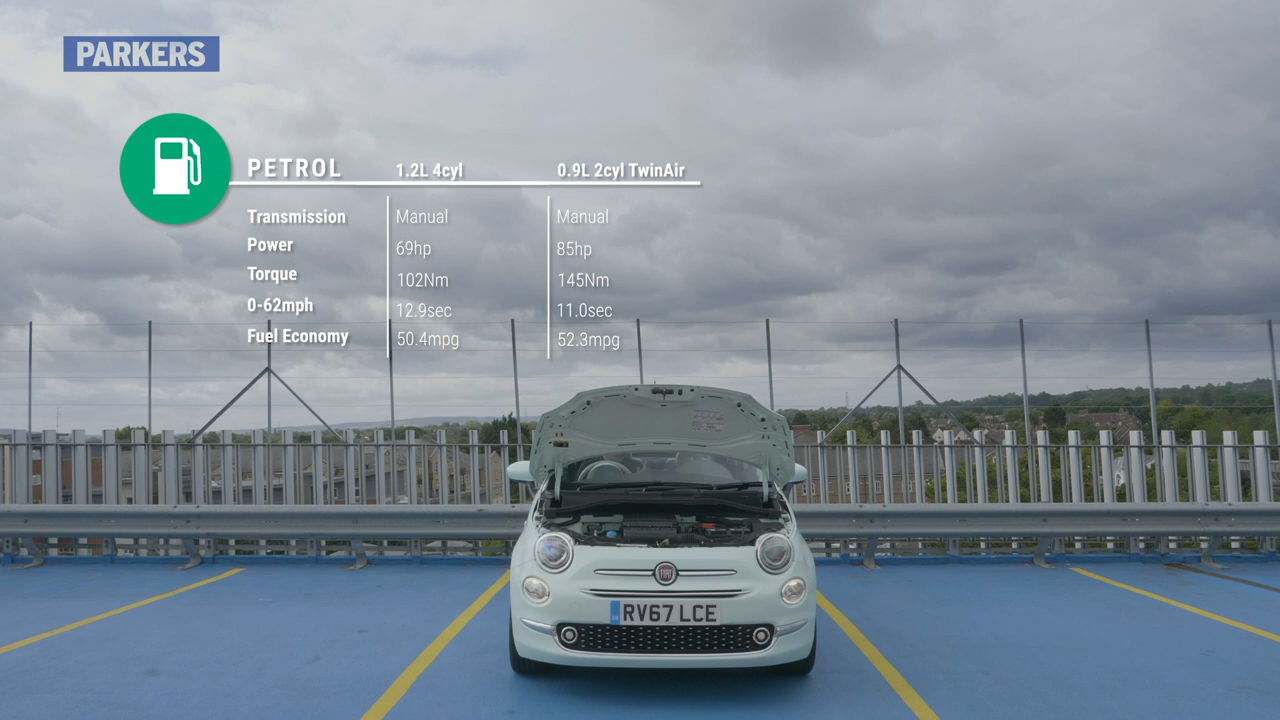 PARKERS
PETROL 1.2L 4cyl 0.9L 2cyl TwinAir
Transmission Manual Manual
Power 69hp 85hp
Torque 102Nm 145Nm
0-62mph 12.9sec 11.0sec
Fuel Economy 50.4mpg 52.3mpg
FIAT
RV67 LCE